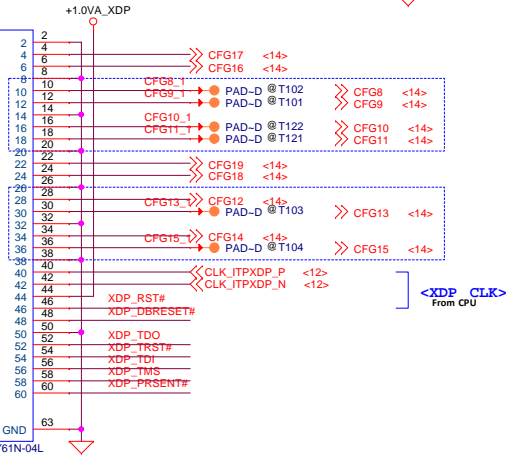 +1.0VA_XDP
2 2
4 4 CFG17 <14>
6 6 CFG16 <14>
8 8
10 10 CFG8_1 PAD~D @T102 CFG8 <14>
12 12 CFG9_1 PAD~D @T101 CFG9 <14>
14 14
16 16 CFG10_1 PAD~D @T122 CFG10 <14>
18 18 CFG11_1 PAD~D @T121 CFG11 <14>
20 20
22 22 CFG19 <14>
24 24 CFG18 <14>
26 26
28 28 CFG12 <14>
30 30 CFG13_1 PAD~D @T103 CFG13 <14>
32 32
34 34 CFG14 <14>
36 36 CFG15_1 PAD~D @T104 CFG15 <14>
38 38
40 40 CLK_ITPXDP_P <12>
42 42 CLK_ITPXDP_N <12>
<XDP CLK>
From CPU
44 44
46 46 XDP_RST#
48 48 XDP_DBRESET#
50 50
52 52 XDP_TDO
54 54 XDP_TRST#
56 56 XDP_TDI
58 58 XDP_TMS
60 60 XDP_PRSENT#
GND 63
61N-04L